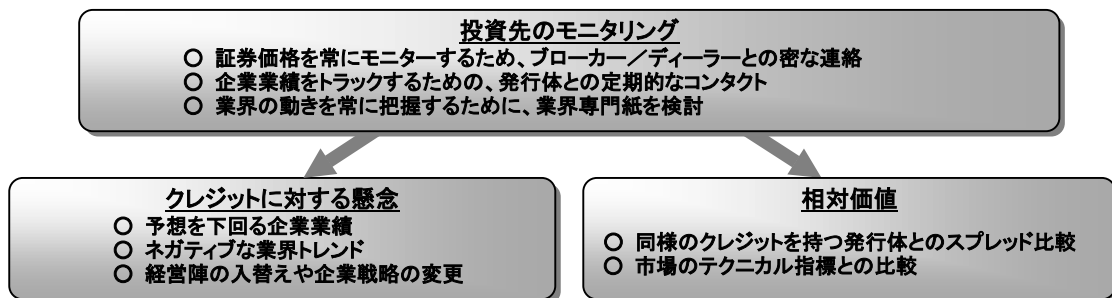 投資先のモニタリング
○ 証券価格を常にモニターするため、ブローカー／ディーラーとの密な連絡
○ 企業業績をトラックするための、発行体との定期的なコンタクト
○ 業界の動きを常に把握するために、業界専門紙を検討
クレジットに対する懸念
○ 予想を下回る企業業績
○ ネガティブな業界トレンド
○ 経営陣の入替えや企業戦略の変更
相対価値
○ 同様のクレジットを持つ発行体とのスプレッド比較
○ 市場のテクニカル指標との比較